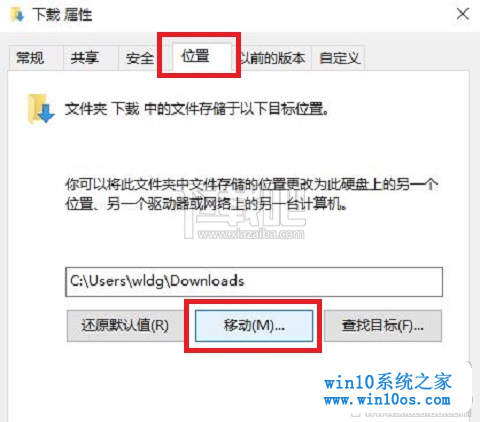 下载 属性
常规 共享 安全 位置 以前的版本 自定义
文件夹 下载 中的文件存储于以下目标位置。
你可以将此文件夹中文件存储的位置更改为此硬盘上的另一个
位置、另一个驱动器或网络上的另一台计算机。
下载吧
www.xiazaiba.com
C:\Users\wldg\Downloads
还原默认值(R) 移动(M)... 查找目标(F)...
win10系统之家
www.win10os.com